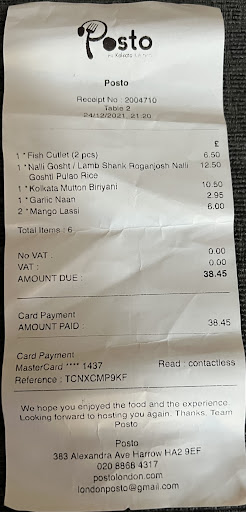 Posto
Kolkata
Posto
Receipt No : 2004710
Table 2
24/12/2021, 21:20
£
1 *Fish Cutlet (2 pcs) 6.50
1 *Nalli Gosht / Lamb Shank Roganjosh Nalli 12.50
Goshti Pulao Rice
1 *Kolkata Mutton Biriyani 10.50
1 *Garlic Naan 2.95
2 *Mango Lassi 6.00
Total Items : 6
No VAT : 0.00
VAT : 0.00
AMOUNT DUE : 38.45
Card Payment
AMOUNT PAID : 38.45
Card Payment
MasterCard **** 1437 Read : contactless
Reference : TCNXCMP9KF
We hope you enjoyed the food and the experience.
Looking forward to hosting you again. Thanks, Team
Posto
Posto
383 Alexandra Ave Harrow HA2 9EF
020 8868 4317
postolondon.com
londonposto@gmail.com